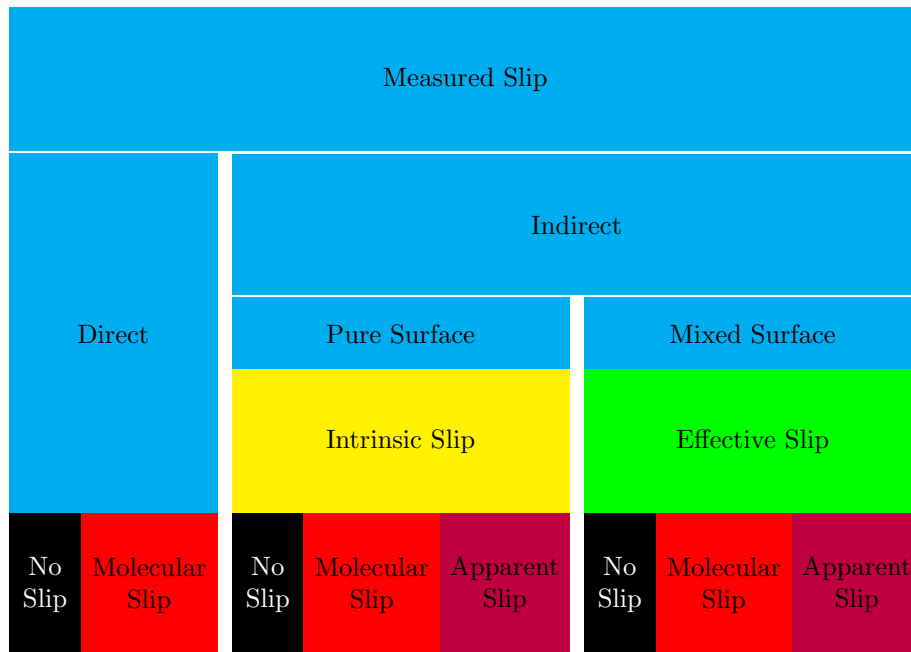 Measured Slip
Indirect
Direct
Pure Surface
Mixed Surface
Intrinsic Slip
Effective Slip
No
Slip
Molecular
Slip
No
Slip
Molecular
Slip
Apparent
Slip
No
Slip
Molecular
Slip
Apparent
Slip